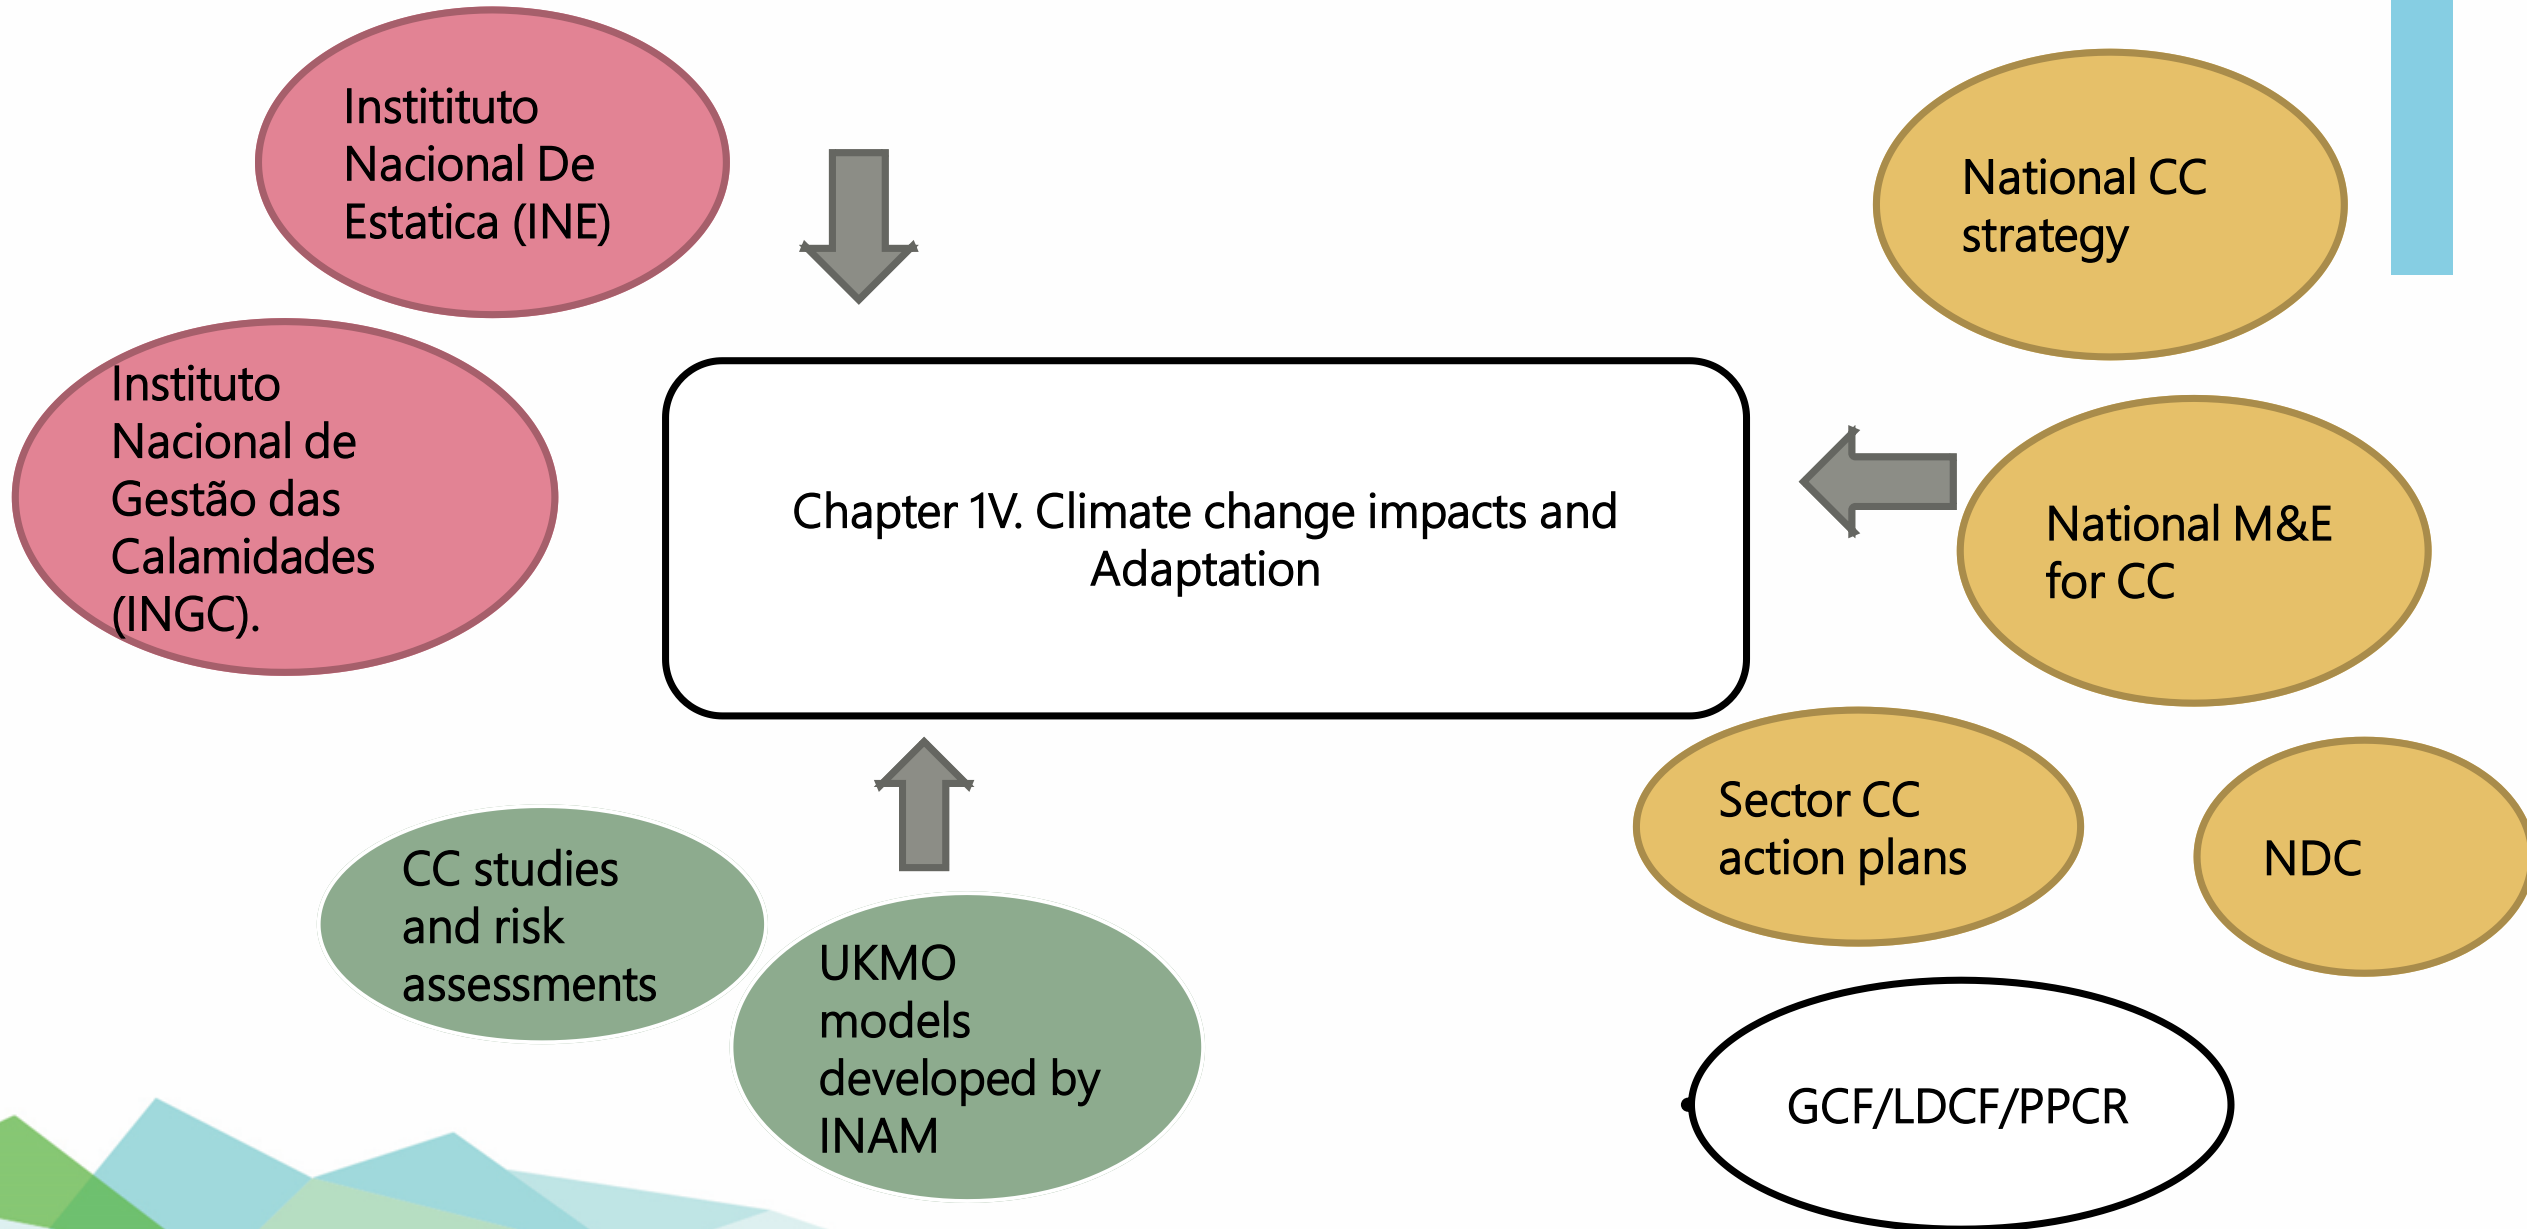 Institituto
Nacional De
Estatica (INE)
Instituto
Nacional de
Gestão das
Calamidades
(INGC).
Chapter 1V. Climate change impacts and
Adaptation
National CC
strategy
National M&E
for CC
Sector CC
action plans
NDC
CC studies
and risk
assessments
UKMO
models
developed by
INAM
GCF/LDCF/PPCR